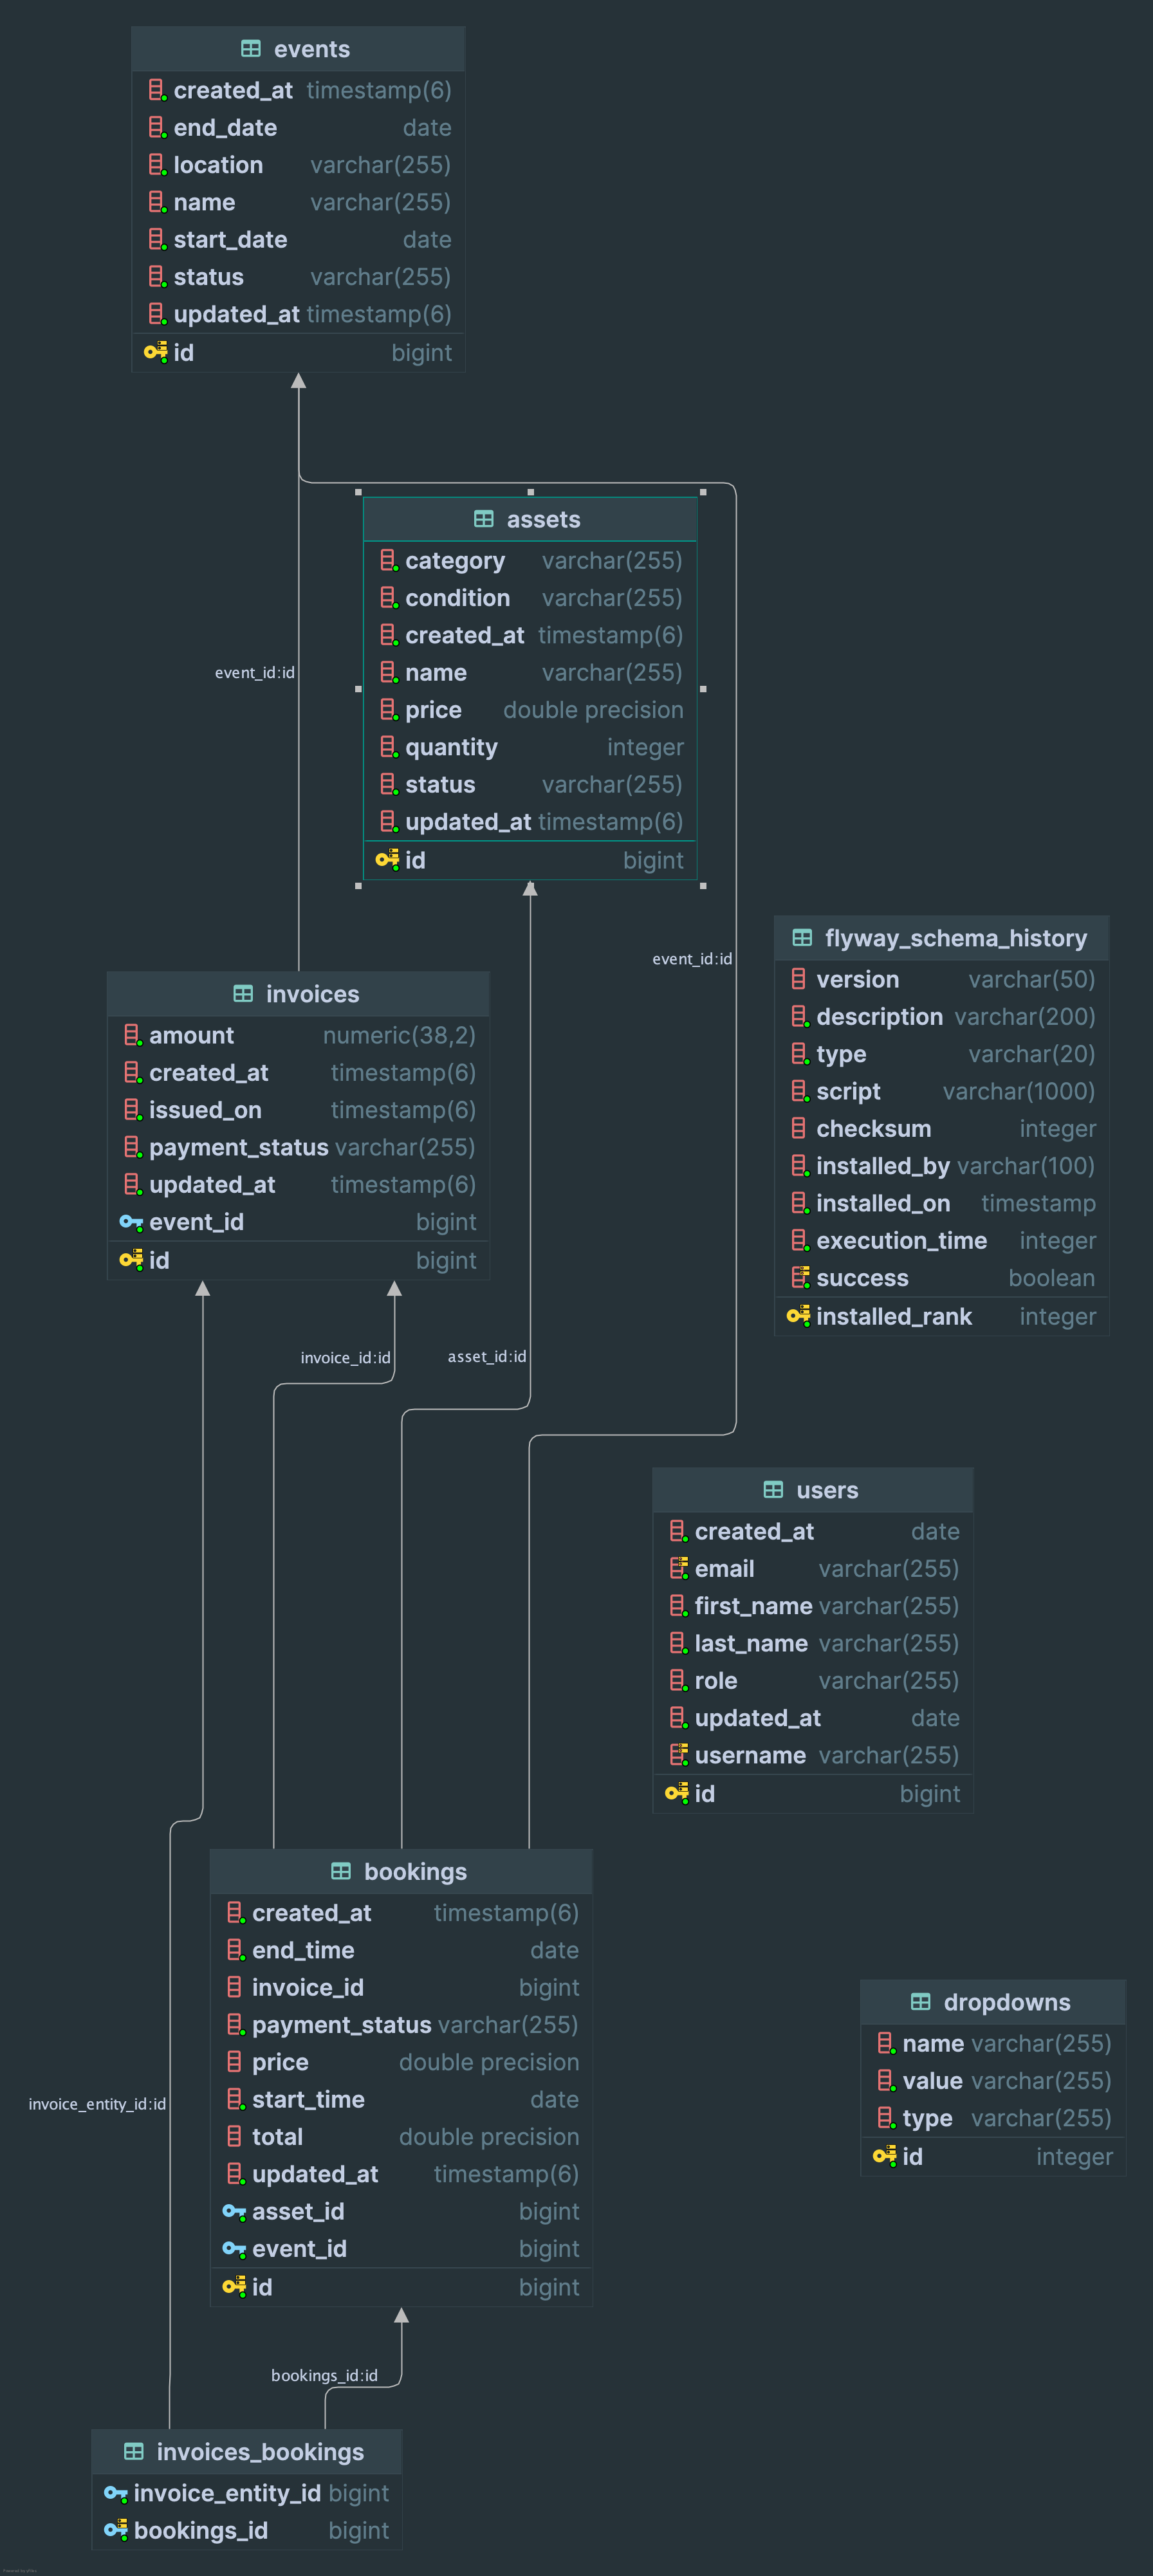 events
created_at timestamp(6)
end_date date
location varchar(255)
name varchar(255)
start_date date
status varchar(255)
updated_at timestamp(6)
id bigint
assets
category varchar(255)
condition varchar(255)
created_at timestamp(6)
name varchar(255)
price double precision
quantity integer
status varchar(255)
updated_at timestamp(6)
id bigint
event_id:id
event_id:id
flyway_schema_history
version varchar(50)
description varchar(200)
type varchar(20)
script varchar(1000)
checksum integer
installed_by varchar(100)
installed_on timestamp
execution_time integer
success boolean
installed_rank integer
invoices
amount numeric(38,2)
created_at timestamp(6)
issued_on timestamp(6)
payment_status varchar(255)
updated_at timestamp(6)
event_id bigint
id bigint
invoice_id:id
asset_id:id
users
created_at date
email varchar(255)
first_name varchar(255)
last_name varchar(255)
role varchar(255)
updated_at date
username varchar(255)
id bigint
bookings
created_at timestamp(6)
end_time date
invoice_id bigint
payment_status varchar(255)
price double precision
start_time date
total double precision
updated_at timestamp(6)
asset_id bigint
event_id bigint
id bigint
dropdowns
name varchar(255)
value varchar(255)
type varchar(255)
id integer
invoice_entity_id:id
bookings_id:id
invoices_bookings
invoice_entity_id bigint
bookings_id bigint
Powered by yFiles